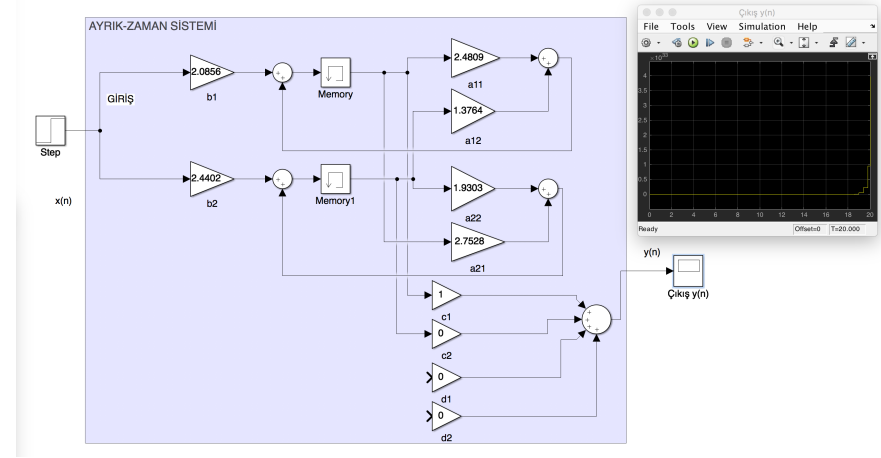 AYRIK-ZAMAN SİSTEMİ
GİRİŞ
Step
x(n)
2.0856
b1
2.4402
b2
Memory
Memory1
2.4809
a11
1.3764
a12
1.9303
a22
2.7528
a21
1
c1
0
c2
0
d1
0
d2
y(n)
Çıkış y(n)
Çıkış y(n)
File Tools View Simulation Help
×10³³
4
3.5
3
2.5
2
1.5
1
0.5
0
0 2 4 6 8 10 12 14 16 18 20
Ready Offset=0 T=20.000